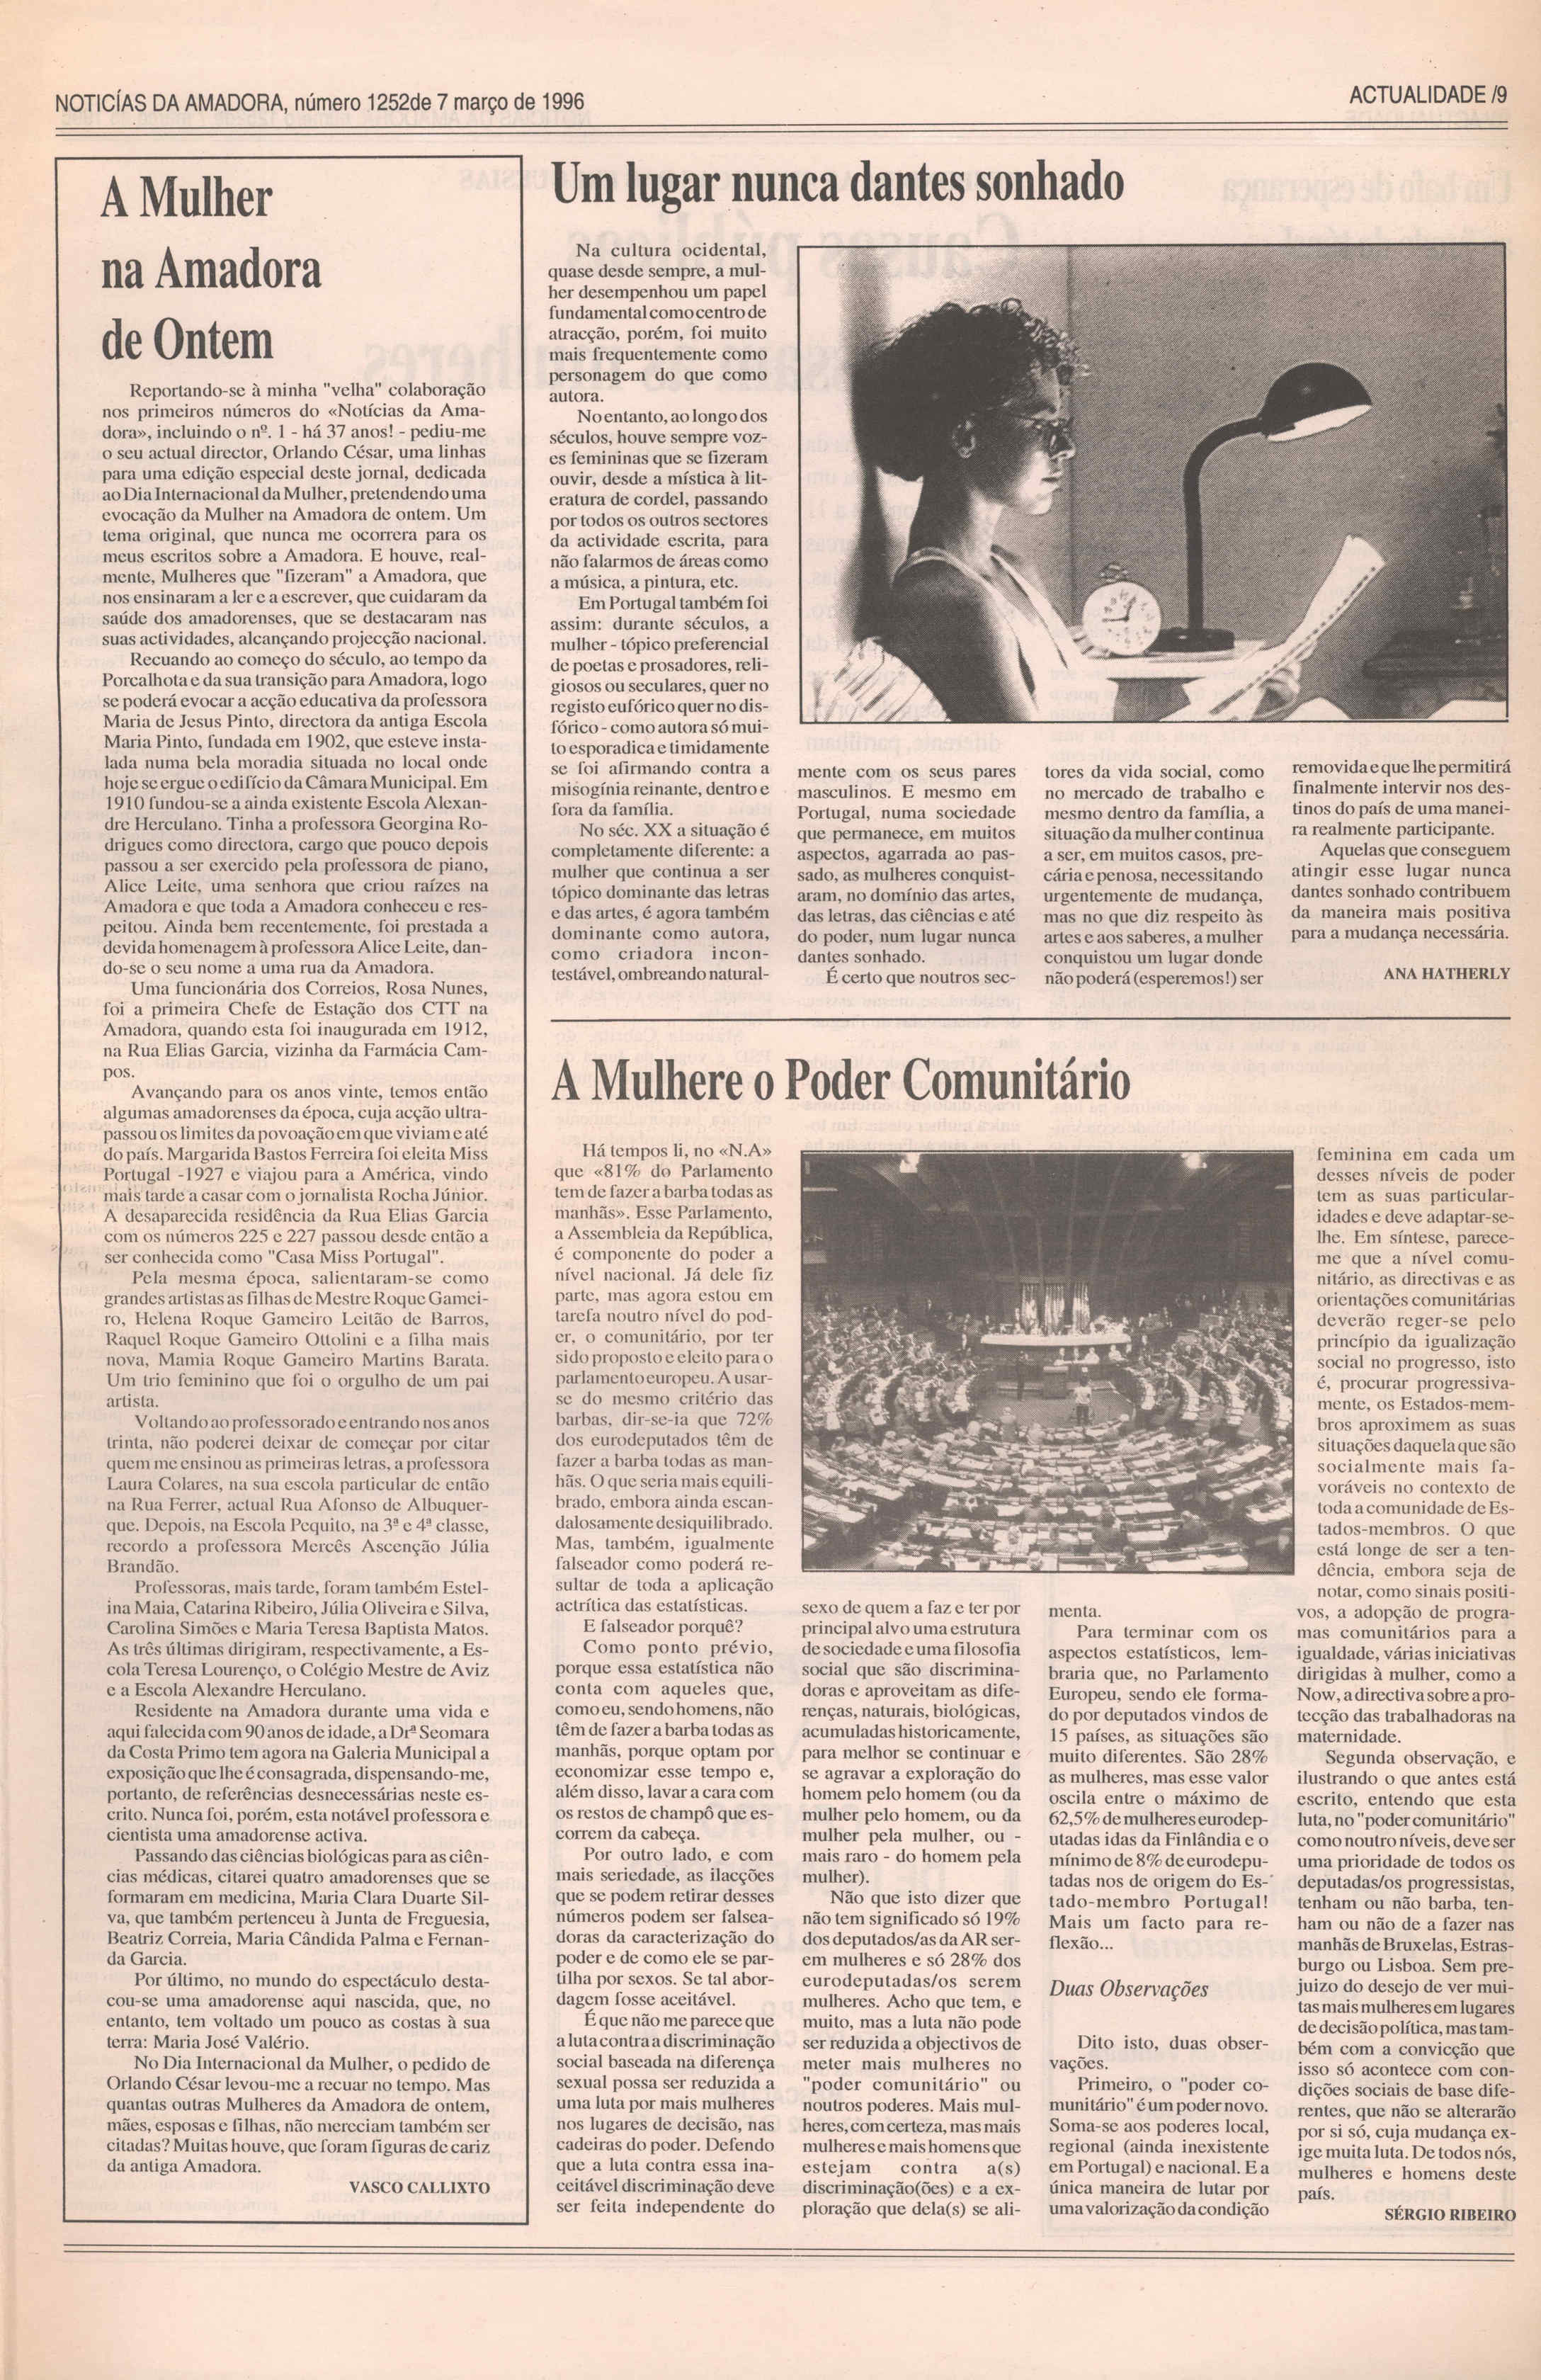 NOTICÍAS DA AMADORA, número 1252de 7 março de 1996
ACTUALIDADE /9
A Mulher
na Amadora
de Ontem
Reportando-se à minha "velha" colaboração
nos primeiros números do «Notícias da Ama-
dora», incluindo o nº. 1 - há 37 anos! - pediu-me
o seu actual director, Orlando César, uma linhas
para uma edição especial deste jornal, dedicada
ao Dia Internacional da Mulher, pretendendo uma
evocação da Mulher na Amadora de ontem. Um
tema original, que nunca me ocorrera para os
meus escritos sobre a Amadora. E houve, real-
mente, Mulheres que "fizeram" a Amadora, que
nos ensinaram a ler e a escrever, que cuidaram da
saúde dos amadorenses, que se destacaram nas
suas actividades, alcançando projecção nacional.
Recuando ao começo do século, ao tempo da
Porcalhota e da sua transição para Amadora, logo
se poderá evocar a acção educativa da professora
Maria de Jesus Pinto, directora da antiga Escola
Maria Pinto, fundada em 1902, que esteve insta-
lada numa bela moradia situada no local onde
hoje se ergue o edifício da Câmara Municipal. Em
1910 fundou-se a ainda existente Escola Alexan-
dre Herculano. Tinha a professora Georgina Ro-
drigues como directora, cargo que pouco depois
passou a ser exercido pela professora de piano,
Alice Leite, uma senhora que criou raízes na
Amadora e que toda a Amadora conheceu e res-
peitou. Ainda bem recentemente, foi prestada a
devida homenagem à professora Alice Leite, dan-
do-se o seu nome a uma rua da Amadora.
Uma funcionária dos Correios, Rosa Nunes,
foi a primeira Chefe de Estação dos CTT na
Amadora, quando esta foi inaugurada em 1912,
na Rua Elias Garcia, vizinha da Farmácia Cam-
pos.
Avançando para os anos vinte, temos então
algumas amadorenses da época, cuja acção ultra-
passou os limites da povoação em que viviam e até
do país. Margarida Bastos Ferreira foi eleita Miss
Portugal -1927 e viajou para a América, vindo
mais tarde a casar com o jornalista Rocha Júnior.
A desaparecida residência da Rua Elias Garcia
com os números 225 e 227 passou desde então a
ser conhecida como "Casa Miss Portugal".
Pela mesma época, salientaram-se como
grandes artistas as filhas de Mestre Roque Gamei-
ro, Helena Roque Gameiro Leitão de Barros,
Raquel Roque Gameiro Ottolini e a filha mais
nova, Mamia Roque Gameiro Martins Barata.
Um trio feminino que foi o orgulho de um pai
artista.
Voltando ao professorado e entrando nos anos
trinta, não poderei deixar de começar por citar
quem me ensinou as primeiras letras, a professora
Laura Colares, na sua escola particular de então
na Rua Ferrer, actual Rua Afonso de Albuquer-
que. Depois, na Escola Pequito, na 3ª e 4ª classe,
recordo a professora Mercês Ascenção Júlia
Brandão.
Professoras, mais tarde, foram também Estel-
ina Maia, Catarina Ribeiro, Júlia Oliveira e Silva,
Carolina Simões e Maria Teresa Baptista Matos.
As três últimas dirigiram, respectivamente, a Es-
cola Teresa Lourenço, o Colégio Mestre de Aviz
e a Escola Alexandre Herculano.
Residente na Amadora durante uma vida e
aqui falecida com 90 anos de idade, a Drª Seomara
da Costa Primo tem agora na Galeria Municipal a
exposição que lhe é consagrada, dispensando-me,
portanto, de referências desnecessárias neste es-
crito. Nunca foi, porém, esta notável professora e
cientista uma amadorense activa.
Passando das ciências biológicas para as ciên-
cias médicas, citarei quatro amadorenses que se
formaram em medicina, Maria Clara Duarte Sil-
va, que também pertenceu à Junta de Freguesia,
Beatriz Correia, Maria Cândida Palma e Fernan-
da Garcia.
Por último, no mundo do espectáculo desta-
cou-se uma amadorense aqui nascida, que, no
entanto, tem voltado um pouco as costas à sua
terra: Maria José Valério.
No Dia Internacional da Mulher, o pedido de
Orlando César levou-me a recuar no tempo. Mas
quantas outras Mulheres da Amadora de ontem,
mães, esposas e filhas, não mereciam também ser
citadas? Muitas houve, que foram figuras de cariz
da antiga Amadora.
VASCO CALLIXTO
Um lugar nunca dantes sonhado
Na cultura ocidental,
quase desde sempre, a mul-
her desempenhou um papel
fundamental como centro de
atracção, porém, foi muito
mais frequentemente como
personagem do que como
autora.
No entanto, ao longo dos
séculos, houve sempre voz-
es femininas que se fizeram
ouvir, desde a mística à lit-
eratura de cordel, passando
por todos os outros sectores
da actividade escrita, para
não falarmos de áreas como
a música, a pintura, etc.
Em Portugal também foi
assim: durante séculos, a
mulher - tópico preferencial
de poetas e prosadores, reli-
giosos ou seculares, quer no
registo eufórico quer no dis-
fórico - como autora só mui-
to esporadica e timidamente
se foi afirmando contra a
misogínia reinante, dentro e
fora da família.
No séc. XX a situação é
completamente diferente: a
mulher que continua a ser
tópico dominante das letras
e das artes, é agora também
dominante como autora,
como criadora incon-
testável, ombreando natural-
mente com os seus pares
masculinos. E mesmo em
Portugal, numa sociedade
que permanece, em muitos
aspectos, agarrada ao pas-
sado, as mulheres conquist-
aram, no domínio das artes,
das letras, das ciências e até
do poder, num lugar nunca
dantes sonhado.
É certo que noutros sec-
tores da vida social, como
no mercado de trabalho e
mesmo dentro da família, a
situação da mulher continua
a ser, em muitos casos, pre-
cária e penosa, necessitando
urgentemente de mudança,
mas no que diz respeito às
artes e aos saberes, a mulher
conquistou um lugar donde
não poderá (esperemos!) ser
removida e que lhe permitirá
finalmente intervir nos des-
tinos do país de uma manei-
ra realmente participante.
Aquelas que conseguem
atingir esse lugar nunca
dantes sonhado contribuem
da maneira mais positiva
para a mudança necessária.
ANA HATHERLY
A Mulhere o Poder Comunitário
Há tempos li, no «N.A»
que «81% do Parlamento
tem de fazer a barba todas as
manhãs». Esse Parlamento,
a Assembleia da República,
é componente do poder a
nível nacional. Já dele fiz
parte, mas agora estou em
tarefa noutro nível do pod-
er, o comunitário, por ter
sido proposto e eleito para o
parlamento europeu. A usar-
se do mesmo critério das
barbas, dir-se-ia que 72%
dos eurodeputados têm de
fazer a barba todas as man-
hãs. O que seria mais equili-
brado, embora ainda escan-
dalosamente desiquilibrado.
Mas, também, igualmente
falseador como poderá re-
sultar de toda a aplicação
actrítica das estatísticas.
E falseador porquê?
Como ponto prévio,
porque essa estatística não
conta com aqueles que,
como eu, sendo homens, não
têm de fazer a barba todas as
manhãs, porque optam por
economizar esse tempo e,
além disso, lavar a cara com
os restos de champô que es-
correm da cabeça.
Por outro lado, e com
mais seriedade, as ilacções
que se podem retirar desses
números podem ser falsea-
doras da caracterização do
poder e de como ele se par-
tilha por sexos. Se tal abor-
dagem fosse aceitável.
É que não me parece que
a luta contra a discriminação
social baseada na diferença
sexual possa ser reduzida a
uma luta por mais mulheres
nos lugares de decisão, nas
cadeiras do poder. Defendo
que a luta contra essa ina-
ceitável discriminação deve
ser feita independente do
sexo de quem a faz e ter por
principal alvo uma estrutura
de sociedade e uma filosofia
social que são discrimina-
doras e aproveitam as dife-
renças, naturais, biológicas,
acumuladas historicamente,
para melhor se continuar e
se agravar a exploração do
homem pelo homem (ou da
mulher pelo homem, ou da
mulher pela mulher, ou -
mais raro - do homem pela
mulher).
Não que isto dizer que
não tem significado só 19%
dos deputados/as da AR ser-
em mulheres e só 28% dos
eurodeputadas/os serem
mulheres. Acho que tem, e
muito, mas a luta não pode
ser reduzida a objectivos de
meter mais mulheres no
"poder comunitário" ou
noutros poderes. Mais mul-
heres, com certeza, mas mais
mulheres e mais homens que
estejam contra a(s)
discriminação(ões) e a ex-
ploração que dela(s) se ali-
menta.
Para terminar com os
aspectos estatísticos, lem-
braria que, no Parlamento
Europeu, sendo ele forma-
do por deputados vindos de
15 países, as situações são
muito diferentes. São 28%
as mulheres, mas esse valor
oscila entre o máximo de
62,5% de mulheres eurodep-
utadas idas da Finlândia e o
mínimo de 8% de eurodepu-
tadas nos de origem do Es-
tado-membro Portugal!
Mais um facto para re-
flexão...
Duas Observações
Dito isto, duas obser-
vações.
Primeiro, o "poder co-
munitário" é um poder novo.
Soma-se aos poderes local,
regional (ainda inexistente
em Portugal) e nacional. E a
única maneira de lutar por
uma valorização da condição
feminina em cada um
desses níveis de poder
tem as suas particular-
idades e deve adaptar-se-
lhe. Em síntese, parece-
me que a nível comu-
nitário, as directivas e as
orientações comunitárias
deverão reger-se pelo
princípio da igualização
social no progresso, isto
é, procurar progressiva-
mente, os Estados-mem-
bros aproximem as suas
situações daquela que são
socialmente mais fa-
voráveis no contexto de
toda a comunidade de Es-
tados-membros. O que
está longe de ser a ten-
dência, embora seja de
notar, como sinais positi-
vos, a adopção de progra-
mas comunitários para a
igualdade, várias iniciativas
dirigidas à mulher, como a
Now, a directiva sobre a pro-
tecção das trabalhadoras na
maternidade.
Segunda observação, e
ilustrando o que antes está
escrito, entendo que esta
luta, no "poder comunitário"
como noutro níveis, deve ser
uma prioridade de todos os
deputadas/os progressistas,
tenham ou não barba, ten-
ham ou não de a fazer nas
manhãs de Bruxelas, Estras-
burgo ou Lisboa. Sem pre-
juizo do desejo de ver mui-
tas mais mulheres em lugares
de decisão política, mas tam-
bém com a convicção que
isso só acontece com con-
dições sociais de base dife-
rentes, que não se alterarão
por si só, cuja mudança ex-
ige muita luta. De todos nós,
mulheres e homens deste
país.
SÉRGIO RIBEIRO